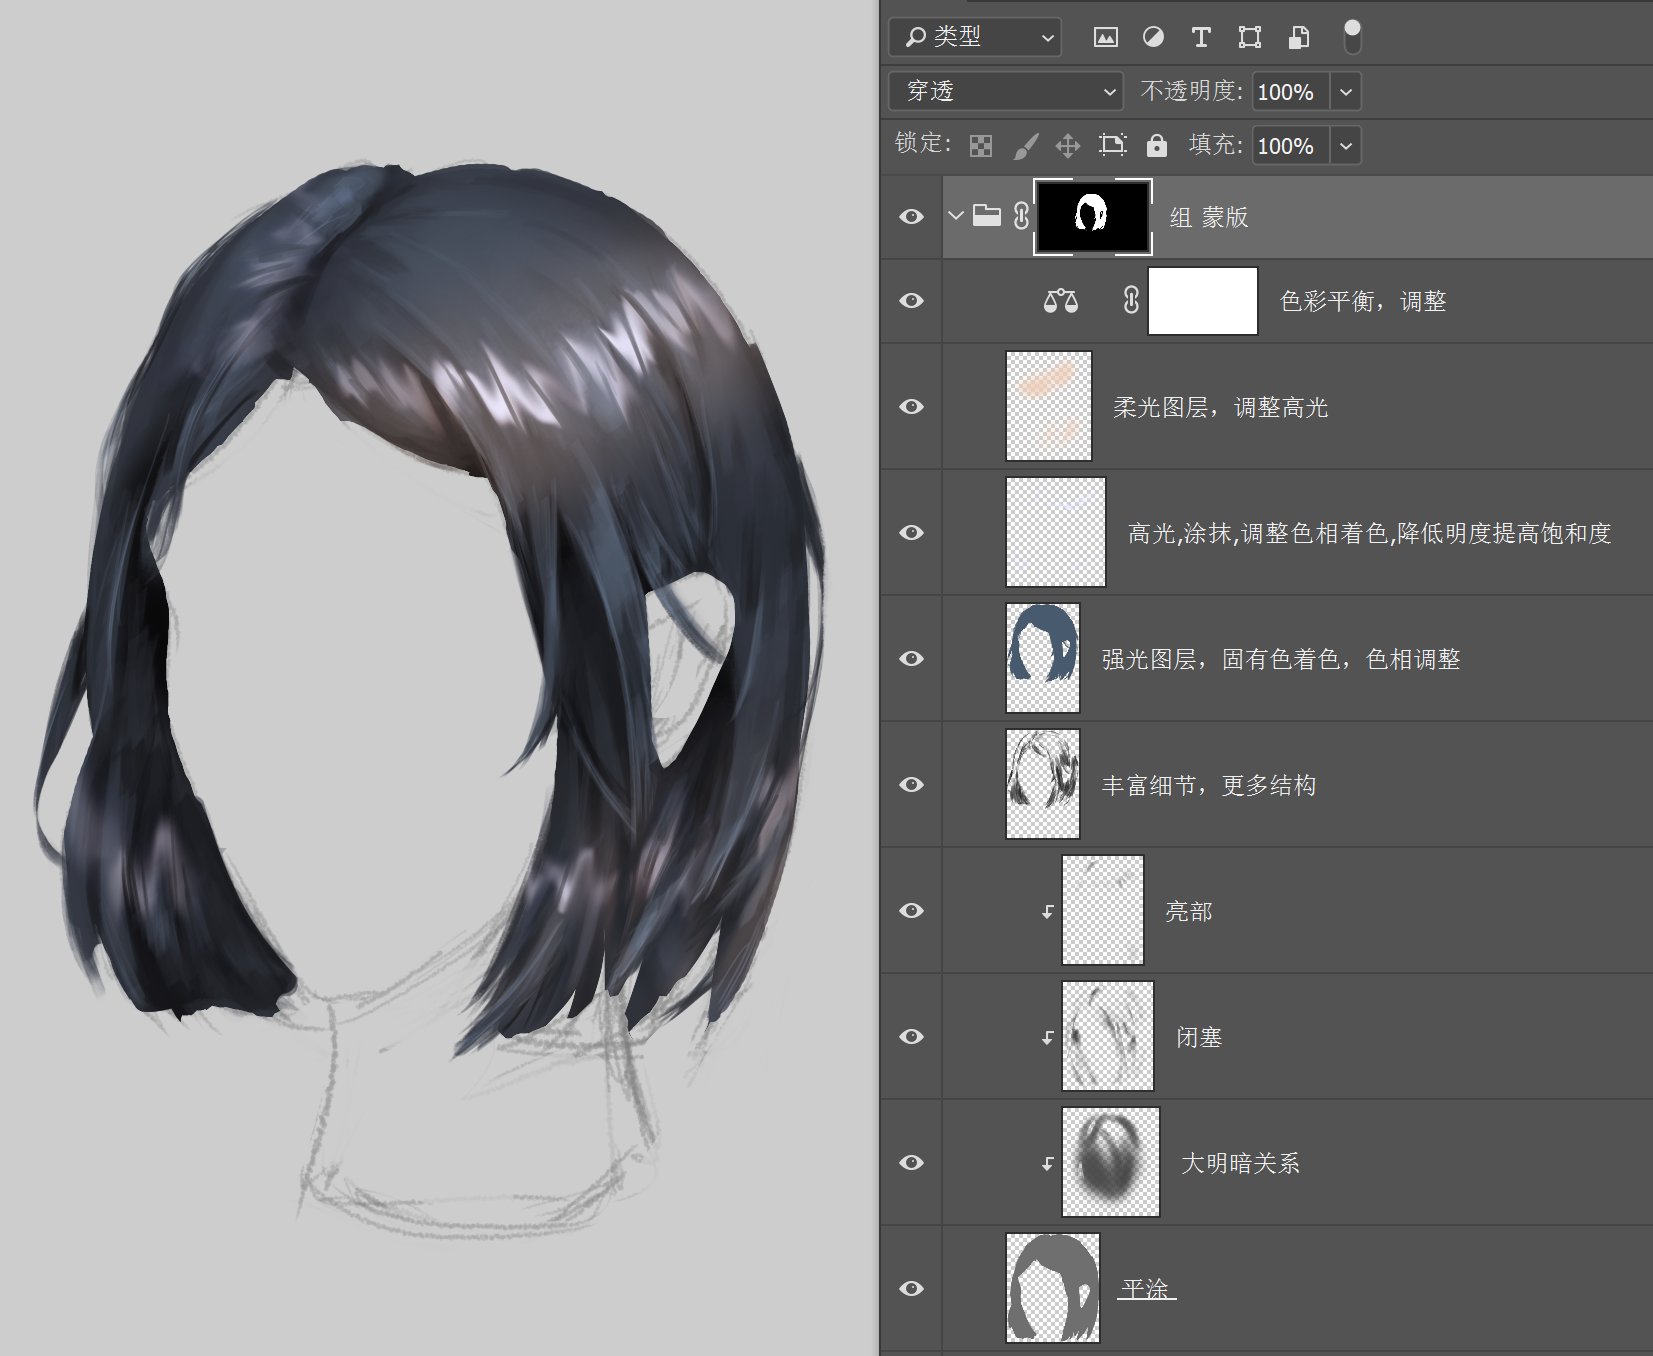 类型
穿透 不透明度: 100%
锁定: 填充: 100%
组 蒙版
色彩平衡，调整
柔光图层，调整高光
高光,涂抹,调整色相着色,降低明度提高饱和度
强光图层，固有色着色，色相调整
丰富细节，更多结构
亮部
闭塞
大明暗关系
平涂